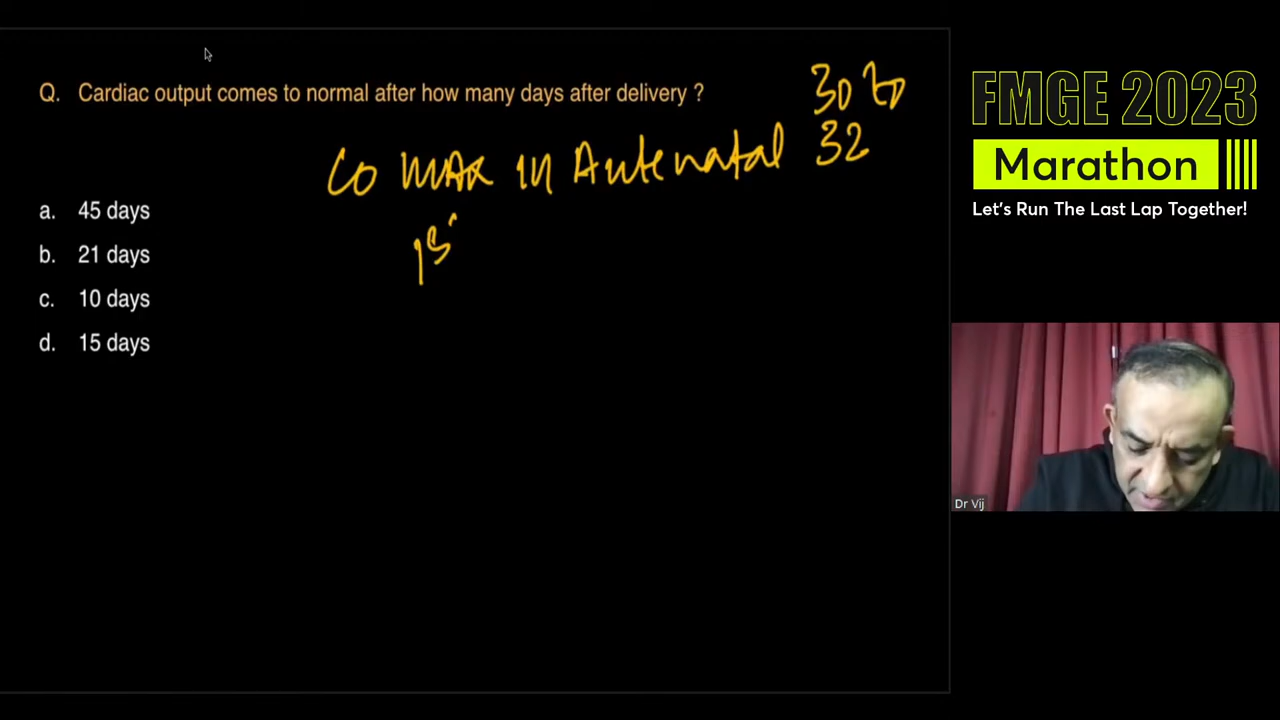 Q. Cardiac output comes to normal after how many days after delivery ?
30 to
CO MAX in Antenatal 32
a. 45 days
b. 21 days
c. 10 days
d. 15 days
FMGE 2023
Marathon
Let's Run The Last Lap Together!
Dr Vij